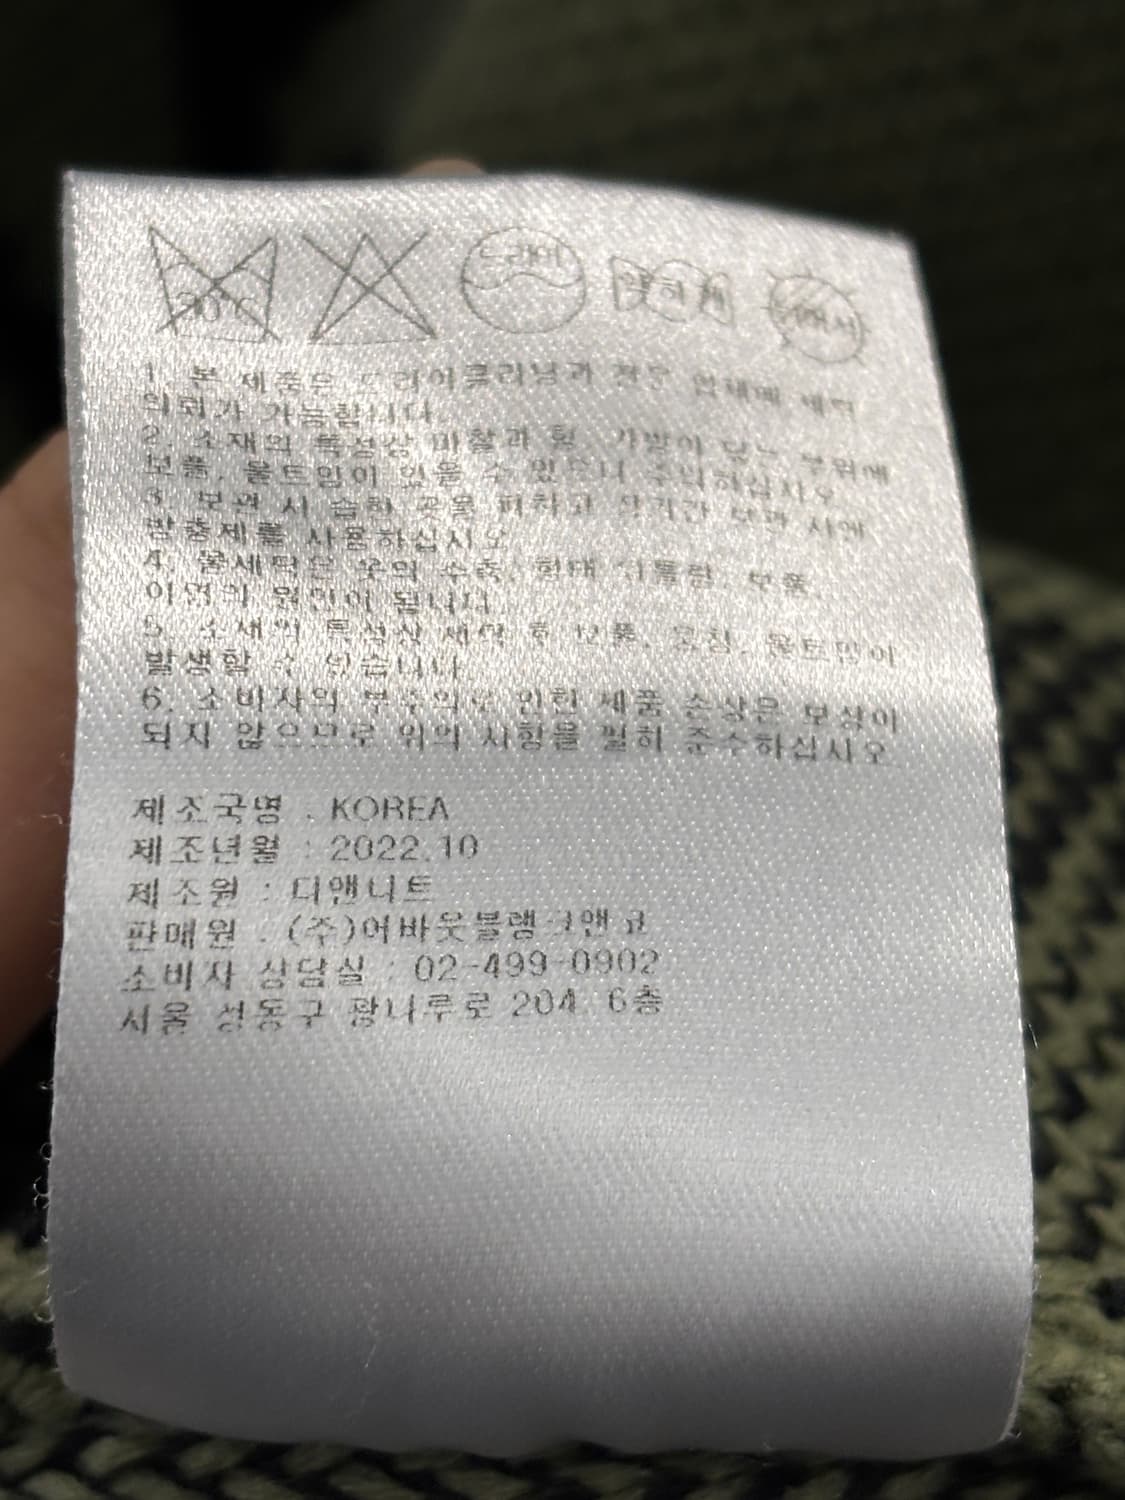 드라이
약하게
1. 본 제품은 드라이클리닝과 전문 업체에 세탁
의뢰가 가능합니다.
2. 소재의 특성상 마찰과 힛, 가방이 닿는 부위에
보풀, 올트임이 있을 수 있으니 주의하십시오.
3. 보관 시 습한 곳을 피하고 장기간 보관 시엔
방충제를 사용하십시오
4. 물세탁은 옷의 수축, 형태 뒤틀림, 보풀,
이염의 원인이 됩니다.
5. 소재의 특성상 세탁 후 보풀, 뭉침, 올트임이
발생할 수 있습니다.
6. 소비자의 부주의로 인한 제품 손상은 보상이
되지 않으므로 위의 사항을 필히 준수하십시오
제조국명 : KOREA
제조년월 : 2022.10
제조원 : 디앤니트
판매원 : (주)어바웃블랭크앤코
소비자 상담실 : 02-499-0902
서울 성동구 광나루로 204. 6층